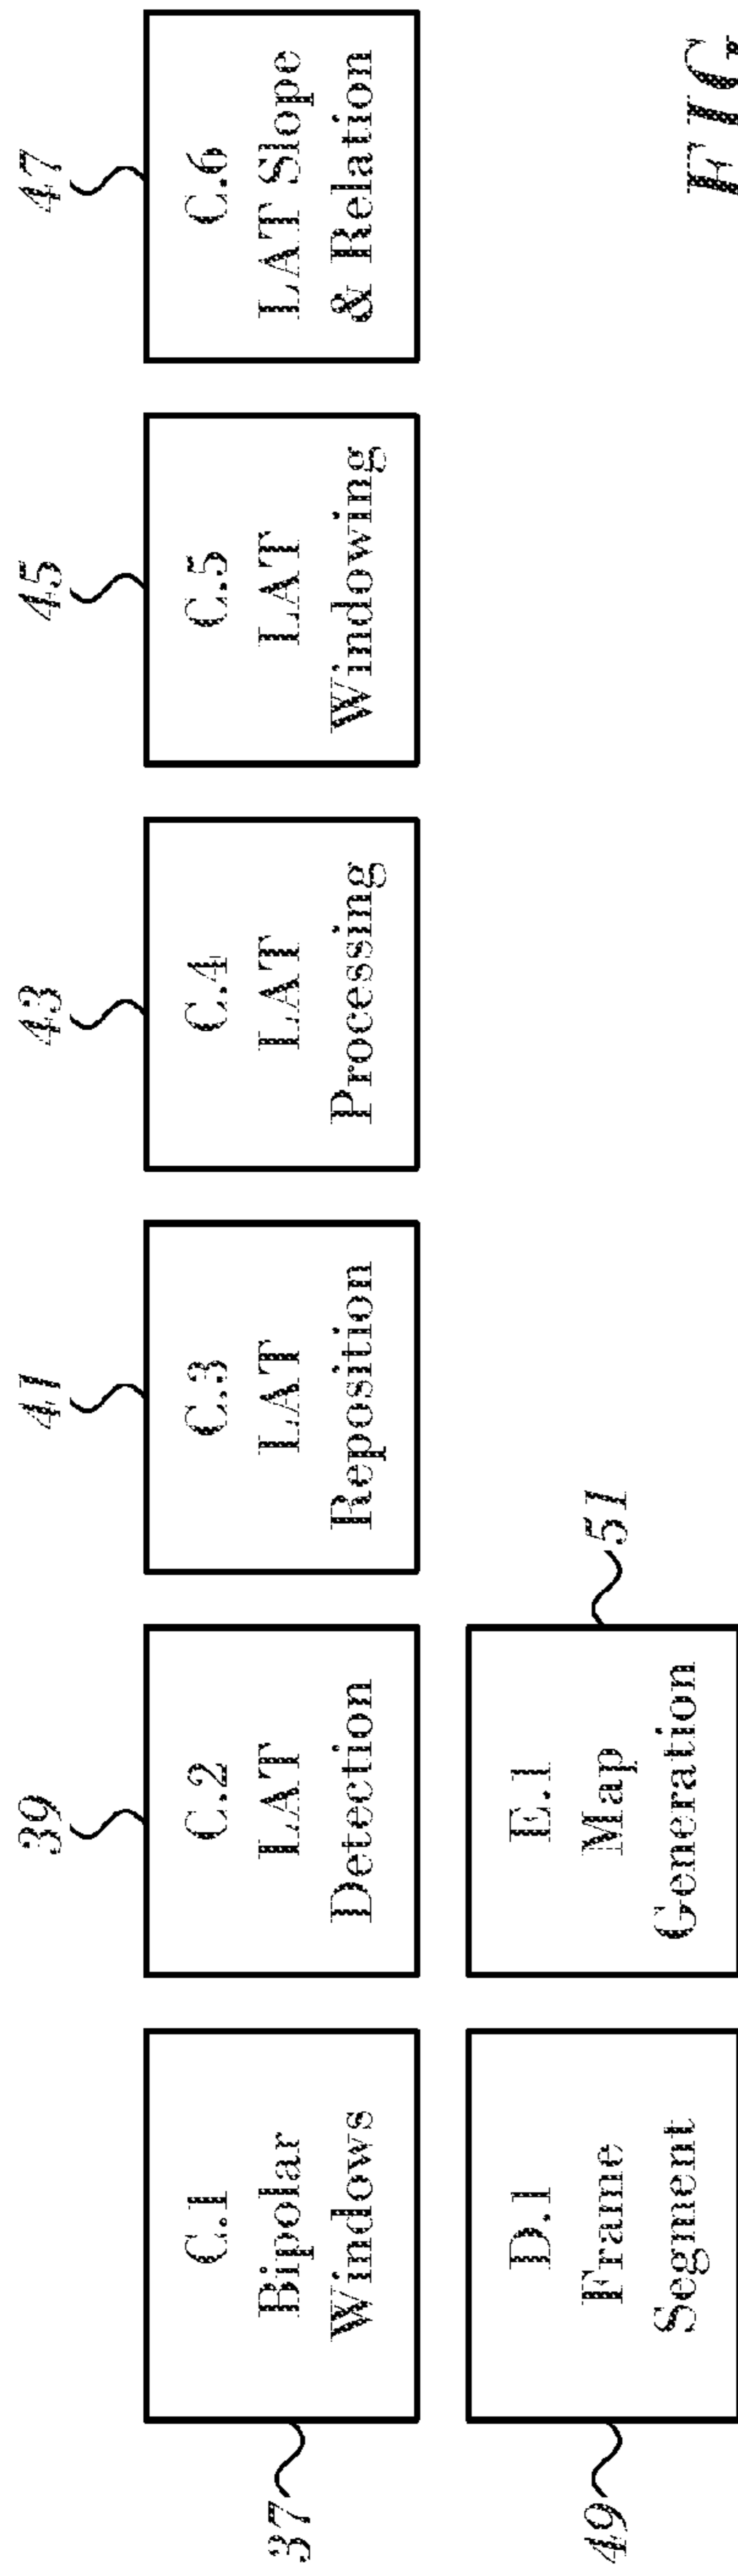 37
C.1
Bipolar
Windows
39
C.2
LAT
Detection
41
C.3
LAT
Reposition
43
C.4
LAT
Processing
45
C.5
LAT
Windowing
47
C.6
LAT Slope
& Relation
49
D.1
Frame
Segment
51
E.1
Map
Generation
FIG